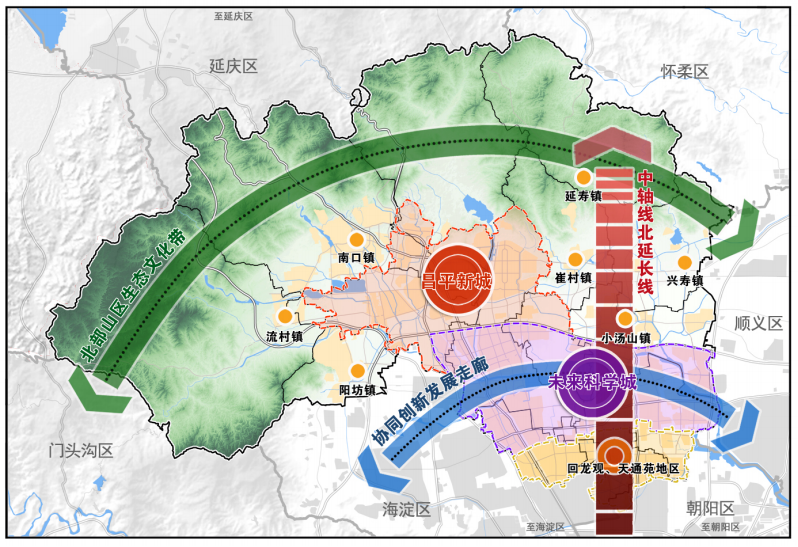 至延庆区
延庆区
怀柔区
延寿镇
中轴线北延长线
北部山区生态文化带
南口镇
昌平新城
崔村镇
兴寿镇
流村镇
小汤山镇
顺义区
阳坊镇
协同创新发展走廊
未来科学城
门头沟区
回龙观、天通苑地区
海淀区
朝阳区
至海淀区
至朝阳区